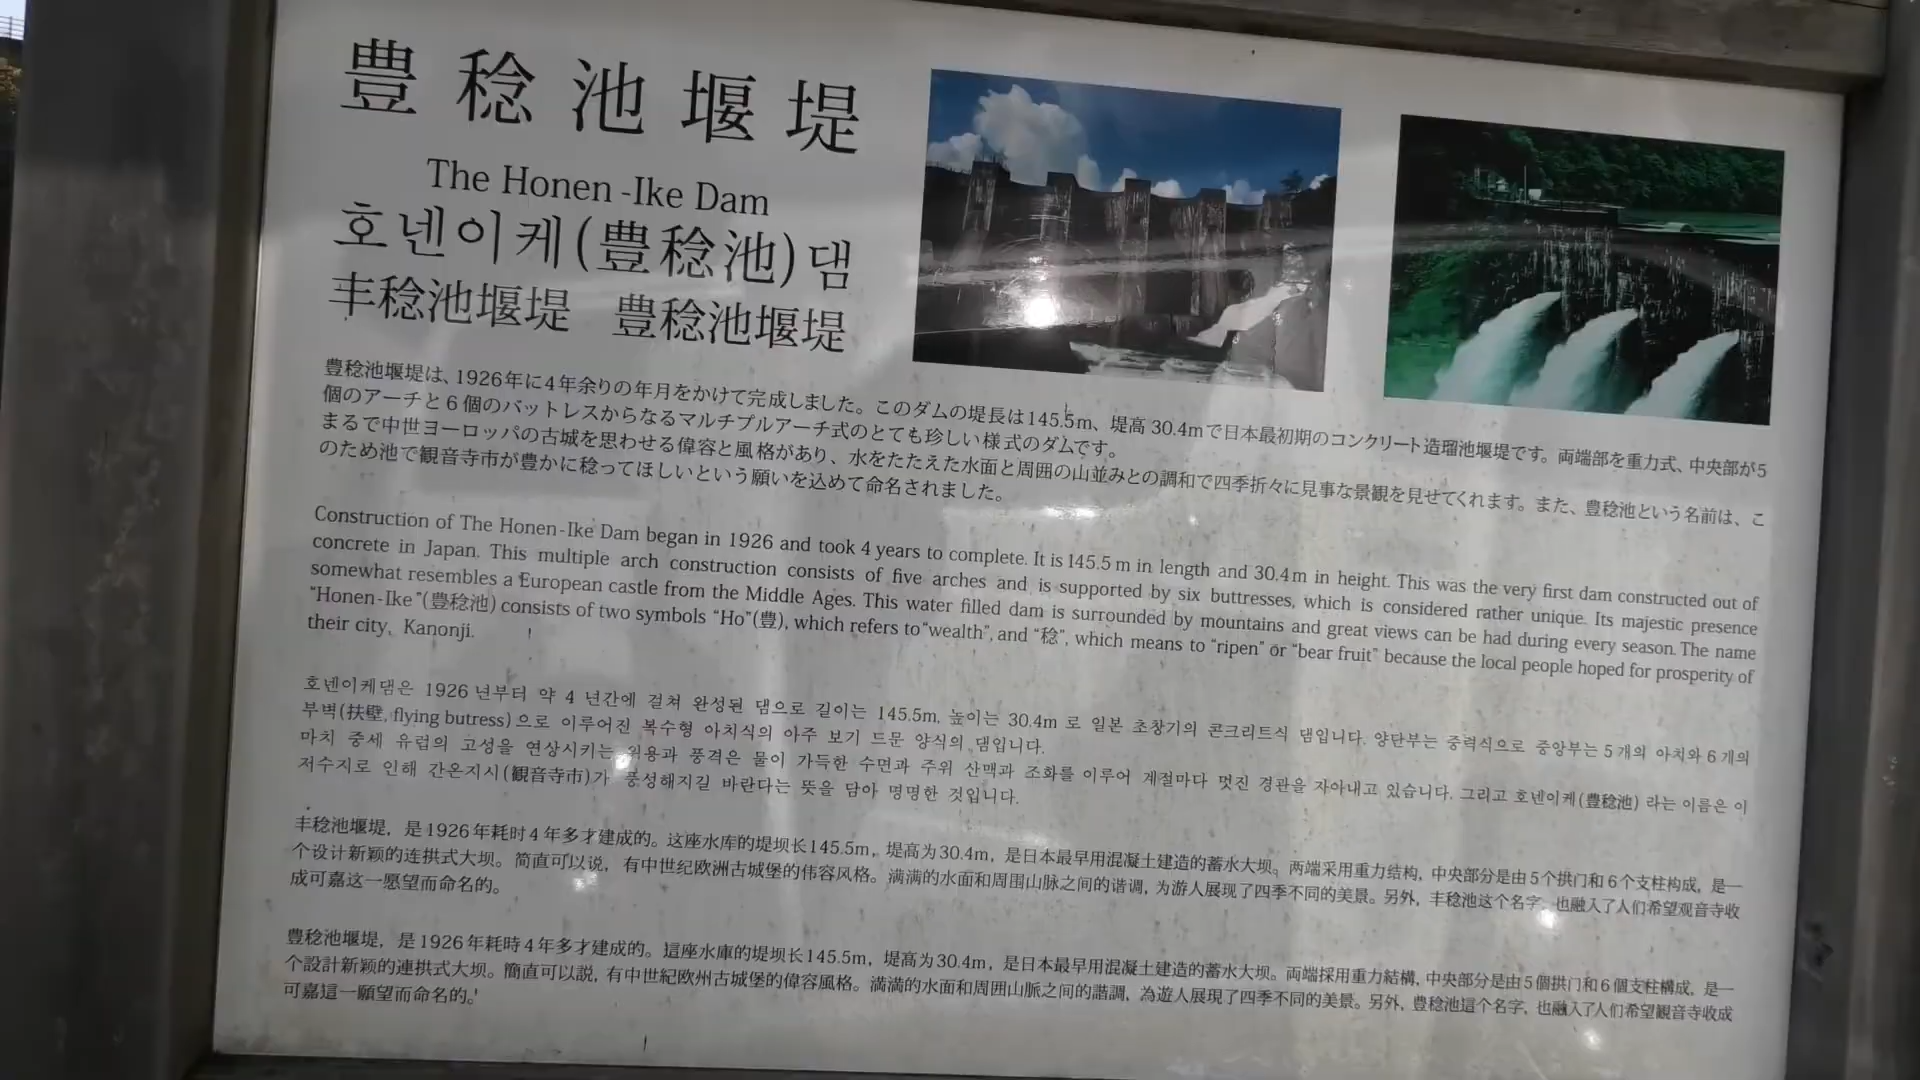 豊稔池堰堤
The Honen-Ike Dam
호넨이케(豊稔池)댐
丰稔池堰堤 豊稔池堰堤
豊稔池堰堤は、1926年に4年余りの年月をかけて完成しました。このダムの堤長は145.5m、堤高30.4mで日本最初期のコンクリート造瑠池堰堤です。両端部を重力式、中央部が5
個のアーチと6個のバットレスからなるマルチプルアーチ式のとても珍しい様式のダムです。
まるで中世ヨーロッパの古城を思わせる偉容と風格があり、水をたたえた水面と周囲の山並みとの調和で四季折々に見事な景観を見せてくれます。また、豊稔池という名前は、こ
のため池で観音寺市が豊かに稔ってほしいという願いを込めて命名されました。
Construction of The Honen-Ike Dam began in 1926 and took 4 years to complete. It is 145.5 m in length and 30.4m in height. This was the very first dam constructed out of
concrete in Japan. This multiple arch construction consists of five arches and is supported by six buttresses, which is considered rather unique. Its majestic presence
somewhat resembles a European castle from the Middle Ages. This water filled dam is surrounded by mountains and great views can be had during every season. The name
"Honen-Ike"(豊稔池) consists of two symbols "Ho"(豊), which refers to "wealth", and "稔", which means to "ripen" or "bear fruit" because the local people hoped for prosperity of
their city, Kanonji.
호넨이케댐은 1926년부터 약 4 년간에 걸쳐 완성된 댐으로 길이는 145.5m, 높이는 30.4m 로 일본 초창기의 콘크리트식 댐입니다. 양단부는 중력식으로 중앙부는 5개의 아치와 6개의
부벽(扶壁, flying butress)으로 이루어진 복수형 아치식의 아주 보기 드문 양식의 댐입니다.
마치 중세 유럽의 고성을 연상시키는 위용과 풍격은 물이 가득한 수면과 주위 산맥과 조화를 이루어 계절마다 멋진 경관을 자아내고 있습니다. 그리고 호넨이케(豊稔池) 라는 이름은 이
저수지로 인해 간온지시(観音寺市)가 풍성해지길 바란다는 뜻을 담아 명명한 것입니다.
丰稔池堰堤，是1926年耗时4年多才建成的。这座水库的堤坝长145.5m，堤高为30.4m，是日本最早用混凝土建造的蓄水大坝。两端采用重力结构，中央部分是由5个拱门和6个支柱构成，是一
个设计新颖的连拱式大坝。简直可以说，有中世纪欧洲古城堡的伟容风格。满满的水面和周围山脉之间的谐调，为游人展现了四季不同的美景。另外，丰稔池这个名字，也融入了人们希望观音寺收
成可嘉这一愿望而命名的。
豊稔池堰堤，是1926年耗時4年多才建成的。這座水庫的堤坝长145.5m，堤高为30.4m，是日本最早用混凝土建造的蓄水大坝。両端採用重力結構，中央部分是由5個拱门和6個支柱構成，是一
个設計新颖的連拱式大坝。簡直可以説，有中世紀欧州古城堡的偉容風格。満満的水面和周囲山脈之间的諧調，為遊人展現了四季不同的美景。另外，豊稔池這个名字，也融入了人们希望観音寺收成
可嘉這一願望而命名的。